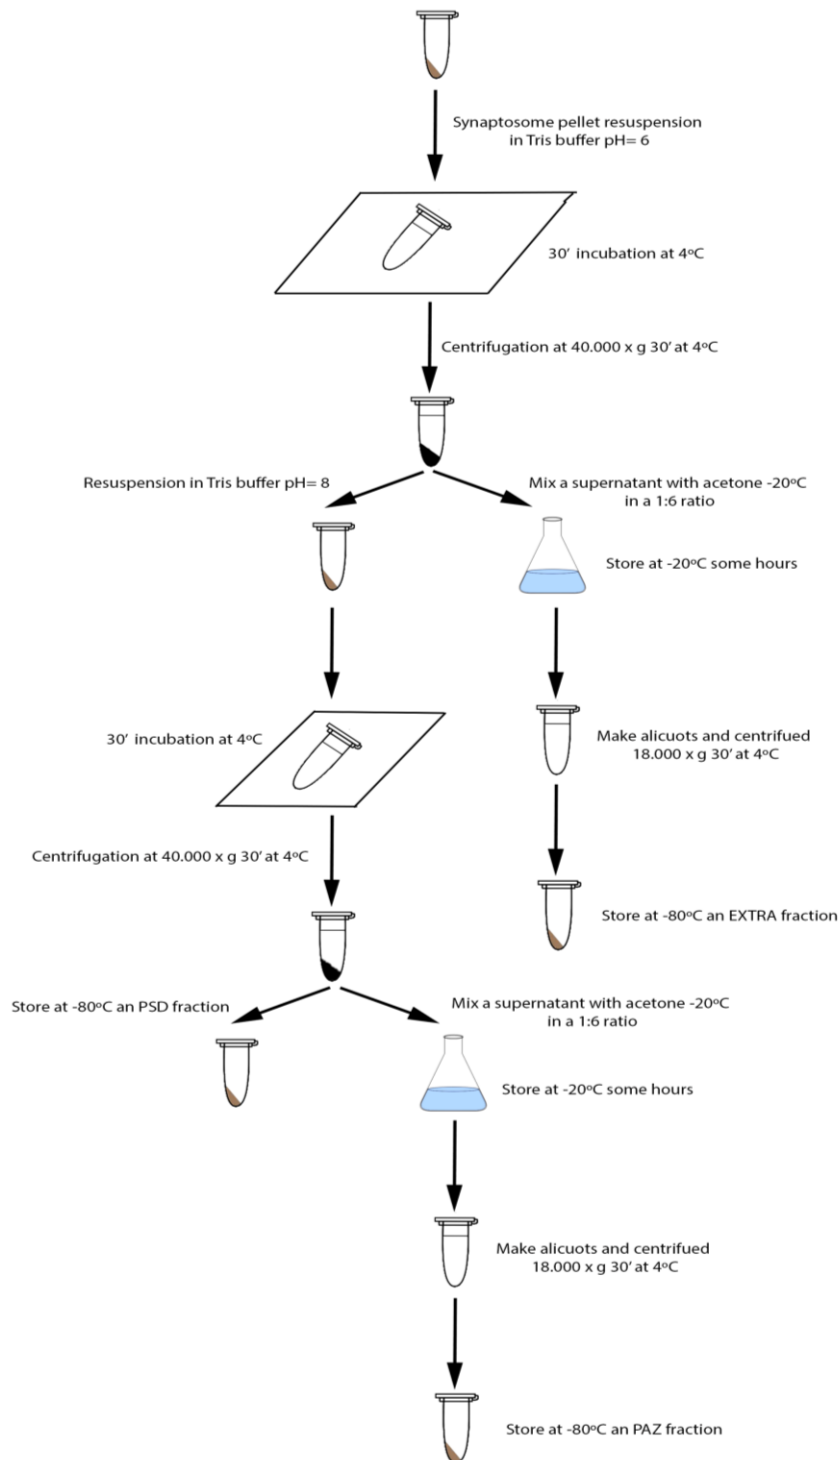 Synaptosome pellet resuspension
in Tris buffer pH= 6
30' incubation at 4ºC
Centrifugation at 40.000 x g 30' at 4ºC
Resuspension in Tris buffer pH= 8
Mix a supernatant with acetone -20ºC
in a 1:6 ratio
Store at -20ºC some hours
30' incubation at 4ºC
Make alicuots and centrifued
18.000 x g 30' at 4ºC
Centrifugation at 40.000 x g 30' at 4ºC
Store at -80ºC an EXTRA fraction
Store at -80ºC an PSD fraction
Mix a supernatant with acetone -20ºC
in a 1:6 ratio
Store at -20ºC some hours
Make alicuots and centrifued
18.000 x g 30' at 4ºC
Store at -80ºC an PAZ fraction